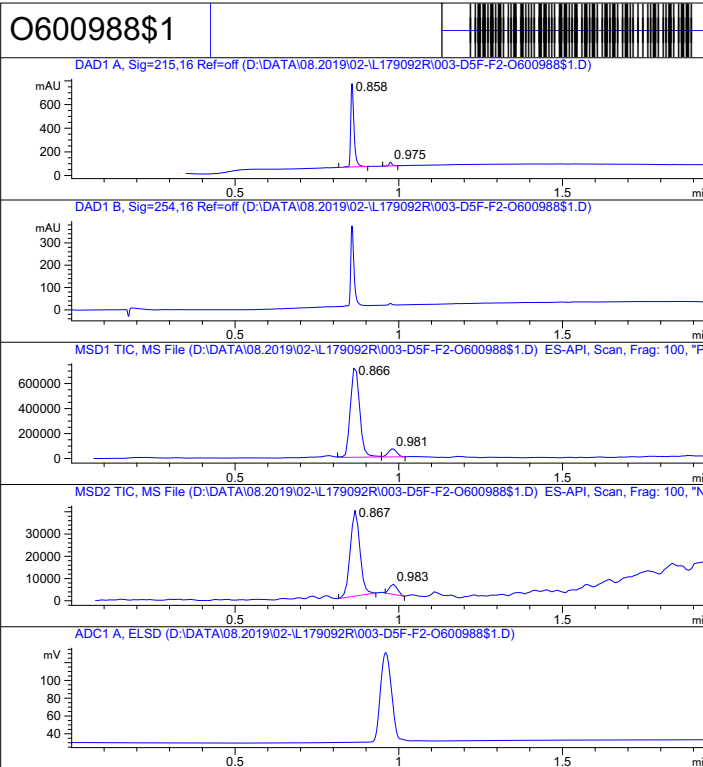 O600988$1
DAD1 A, Sig=215,16 Ref=off (D:\DATA\08.2019\02-\L179092R\003-D5F-F2-O600988$1.D)
mAU
0.858
600
400
0.975
200
0
0.5 1 1.5 mi
DAD1 B, Sig=254,16 Ref=off (D:\DATA\08.2019\02-\L179092R\003-D5F-F2-O600988$1.D)
mAU
300
200
100
0
0.5 1 1.5 mi
MSD1 TIC, MS File (D:\DATA\08.2019\02-\L179092R\003-D5F-F2-O600988$1.D) ES-API, Scan, Frag: 100, "P
0.866
600000
400000
200000
0.981
0
0.5 1 1.5 mi
MSD2 TIC, MS File (D:\DATA\08.2019\02-\L179092R\003-D5F-F2-O600988$1.D) ES-API, Scan, Frag: 100, "N
0.867
30000
20000
10000
0.983
0
0.5 1 1.5 mi
ADC1 A, ELSD (D:\DATA\08.2019\02-\L179092R\003-D5F-F2-O600988$1.D)
mV
100
80
60
40
0.5 1 1.5 mi